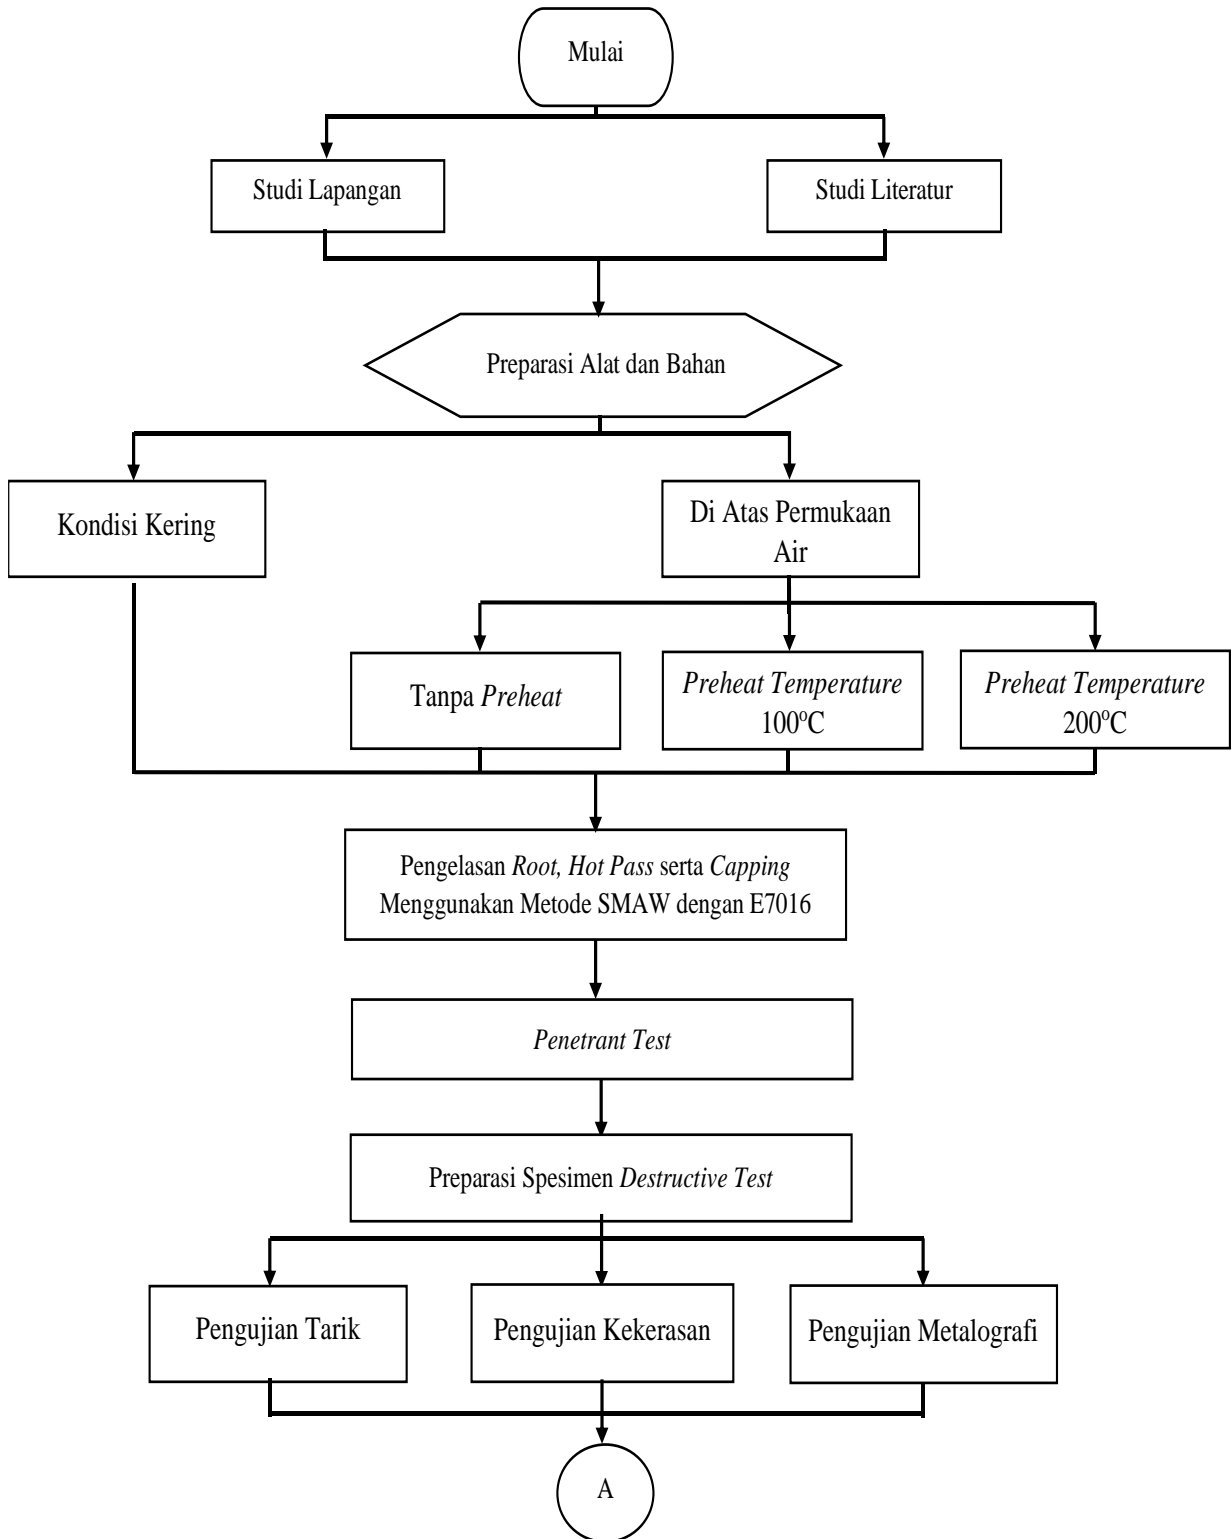 Mulai
Studi Lapangan
Studi Literatur
Preparasi Alat dan Bahan
Kondisi Kering
Di Atas Permukaan
Air
Tanpa Preheat
Preheat Temperature
100°C
Preheat Temperature
200°C
Pengelasan Root, Hot Pass serta Capping
Menggunakan Metode SMAW dengan E7016
Penetrant Test
Preparasi Spesimen Destructive Test
Pengujian Tarik
Pengujian Kekerasan
Pengujian Metalografi
A